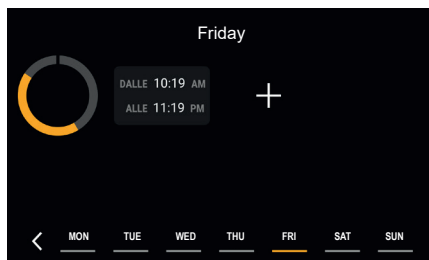 Friday
DALLE 10:19 AM
ALLE 11:19 PM
MON TUE WED THU FRI SAT SUN